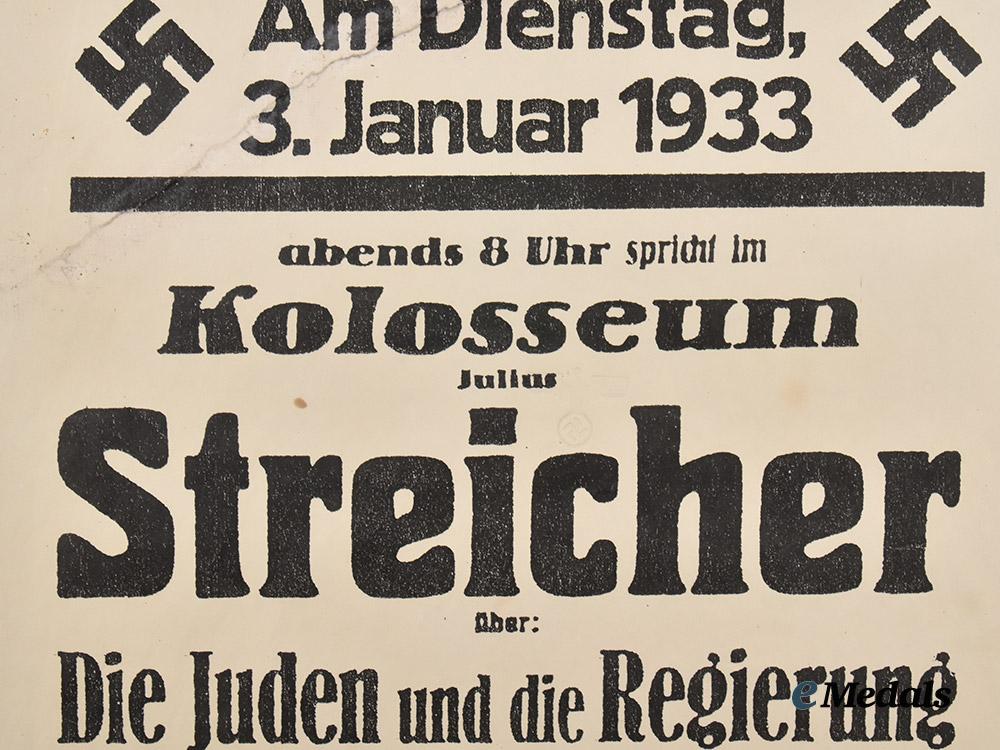 Am Dienstag,
3. Januar 1933
abends 8 Uhr spricht im
Kolosseum
Julius
Streicher
über:
Die Juden und die Regierung
eMedals